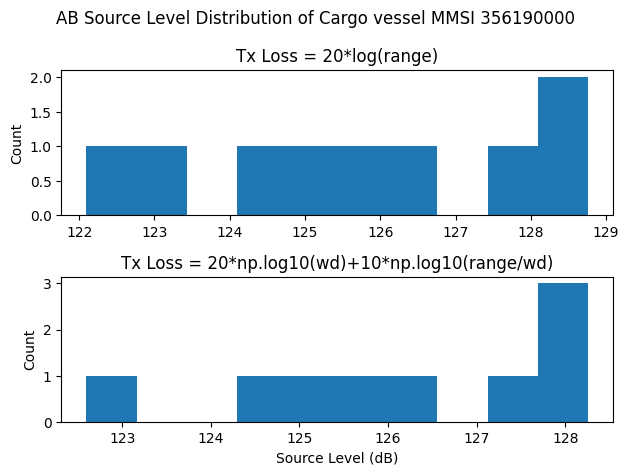 AB Source Level Distribution of Cargo vessel MMSI 356190000
Tx Loss = 20*log(range)
2.0
1.5
1.0
0.5
0.0
Count
122 123 124 125 126 127 128 129
Tx Loss = 20*np.log10(wd)+10*np.log10(range/wd)
3
2
1
0
Count
123 124 125 126 127 128
Source Level (dB)